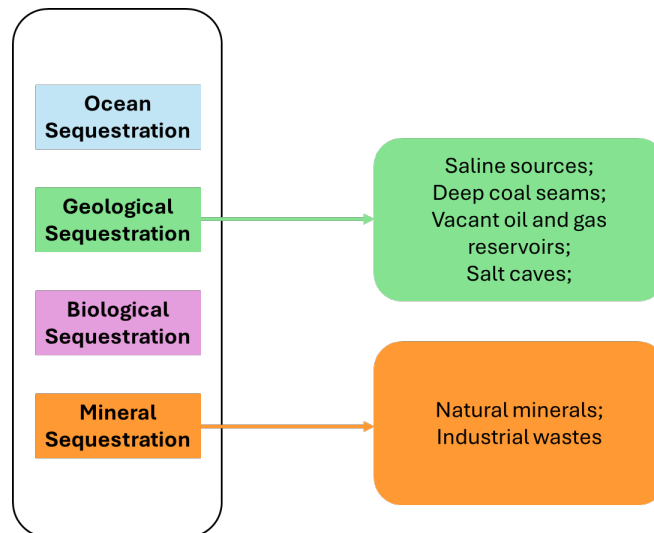 Ocean
Sequestration
Geological
Sequestration
Biological
Sequestration
Mineral
Sequestration
Saline sources;
Deep coal seams;
Vacant oil and gas
reservoirs;
Salt caves;
Natural minerals;
Industrial wastes